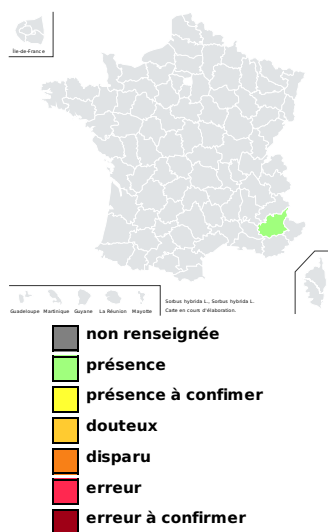 Île-de-France
Guadeloupe Martinique Guyane La Réunion Mayotte
Sorbus hybrida L., Sorbus hybrida L.
Carte en cours d'élaboration.
non renseignée
présence
présence à confimer
douteux
disparu
erreur
erreur à confirmer